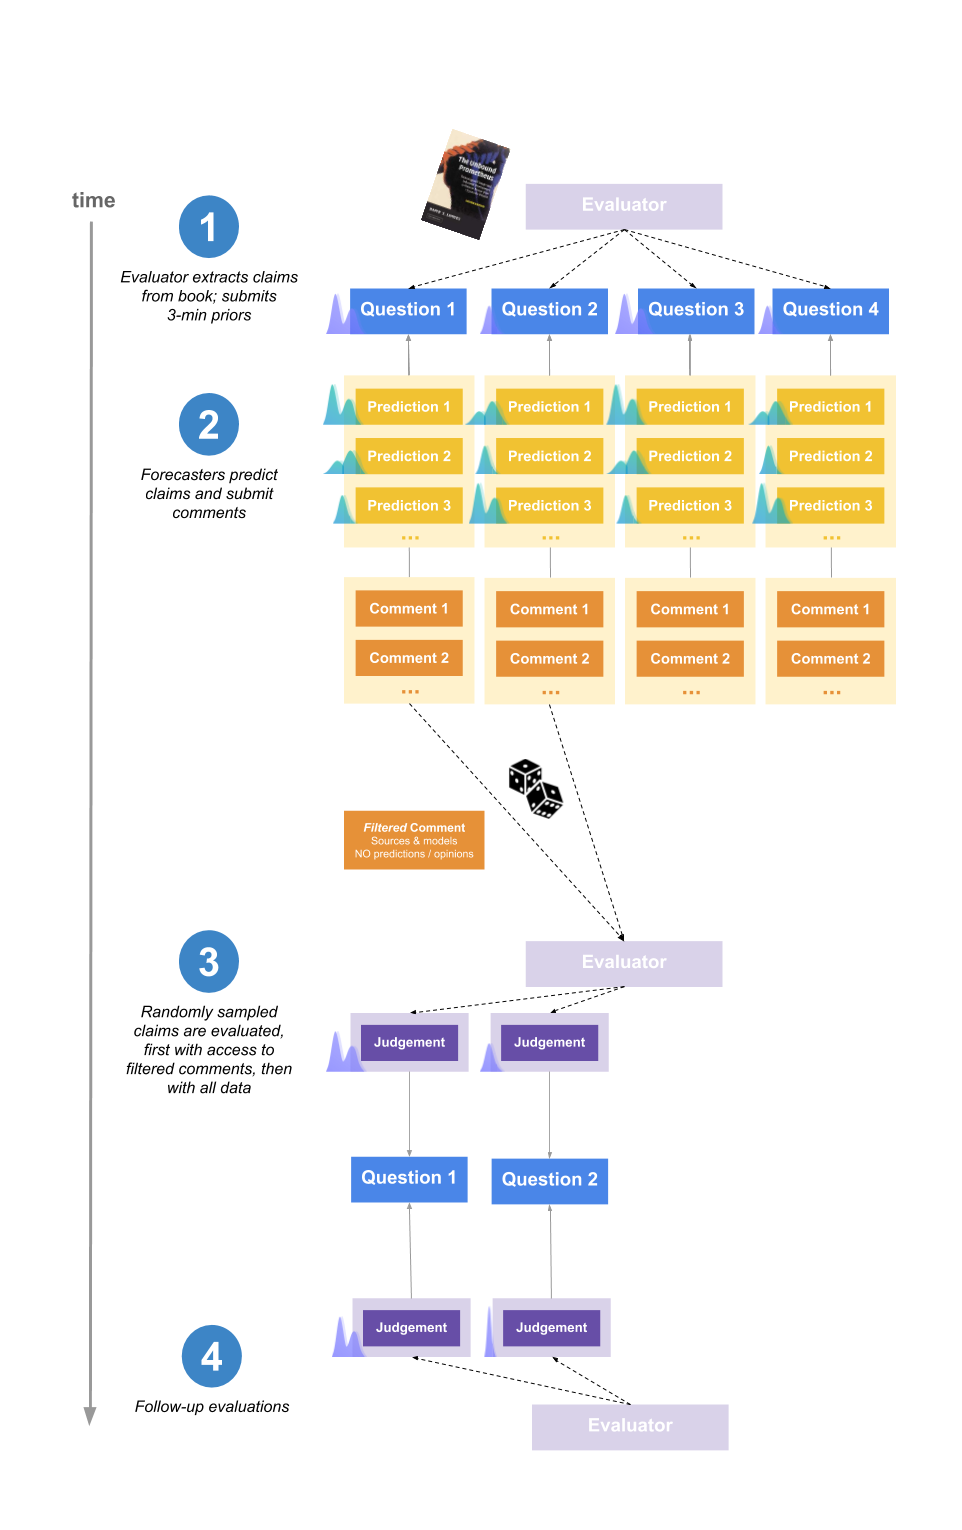 The Unbound
Prometheus
time
Evaluator
1
Evaluator extracts claims
from book; submits
3-min priors
Question 1
Question 2
Question 3
Question 4
2
Forecasters predict
claims and submit
comments
Prediction 1
Prediction 1
Prediction 1
Prediction 1
Prediction 2
Prediction 2
Prediction 2
Prediction 2
Prediction 3
Prediction 3
Prediction 3
Prediction 3
...
...
...
...
Comment 1
Comment 1
Comment 1
Comment 1
Comment 2
Comment 2
Comment 2
Comment 2
...
...
...
...
Filtered Comment
Sources & models
NO predictions / opinions
3
Randomly sampled
claims are evaluated,
first with access to
filtered comments, then
with all data
Evaluator
Judgement
Judgement
Question 1
Question 2
Judgement
Judgement
4
Follow-up evaluations
Evaluator